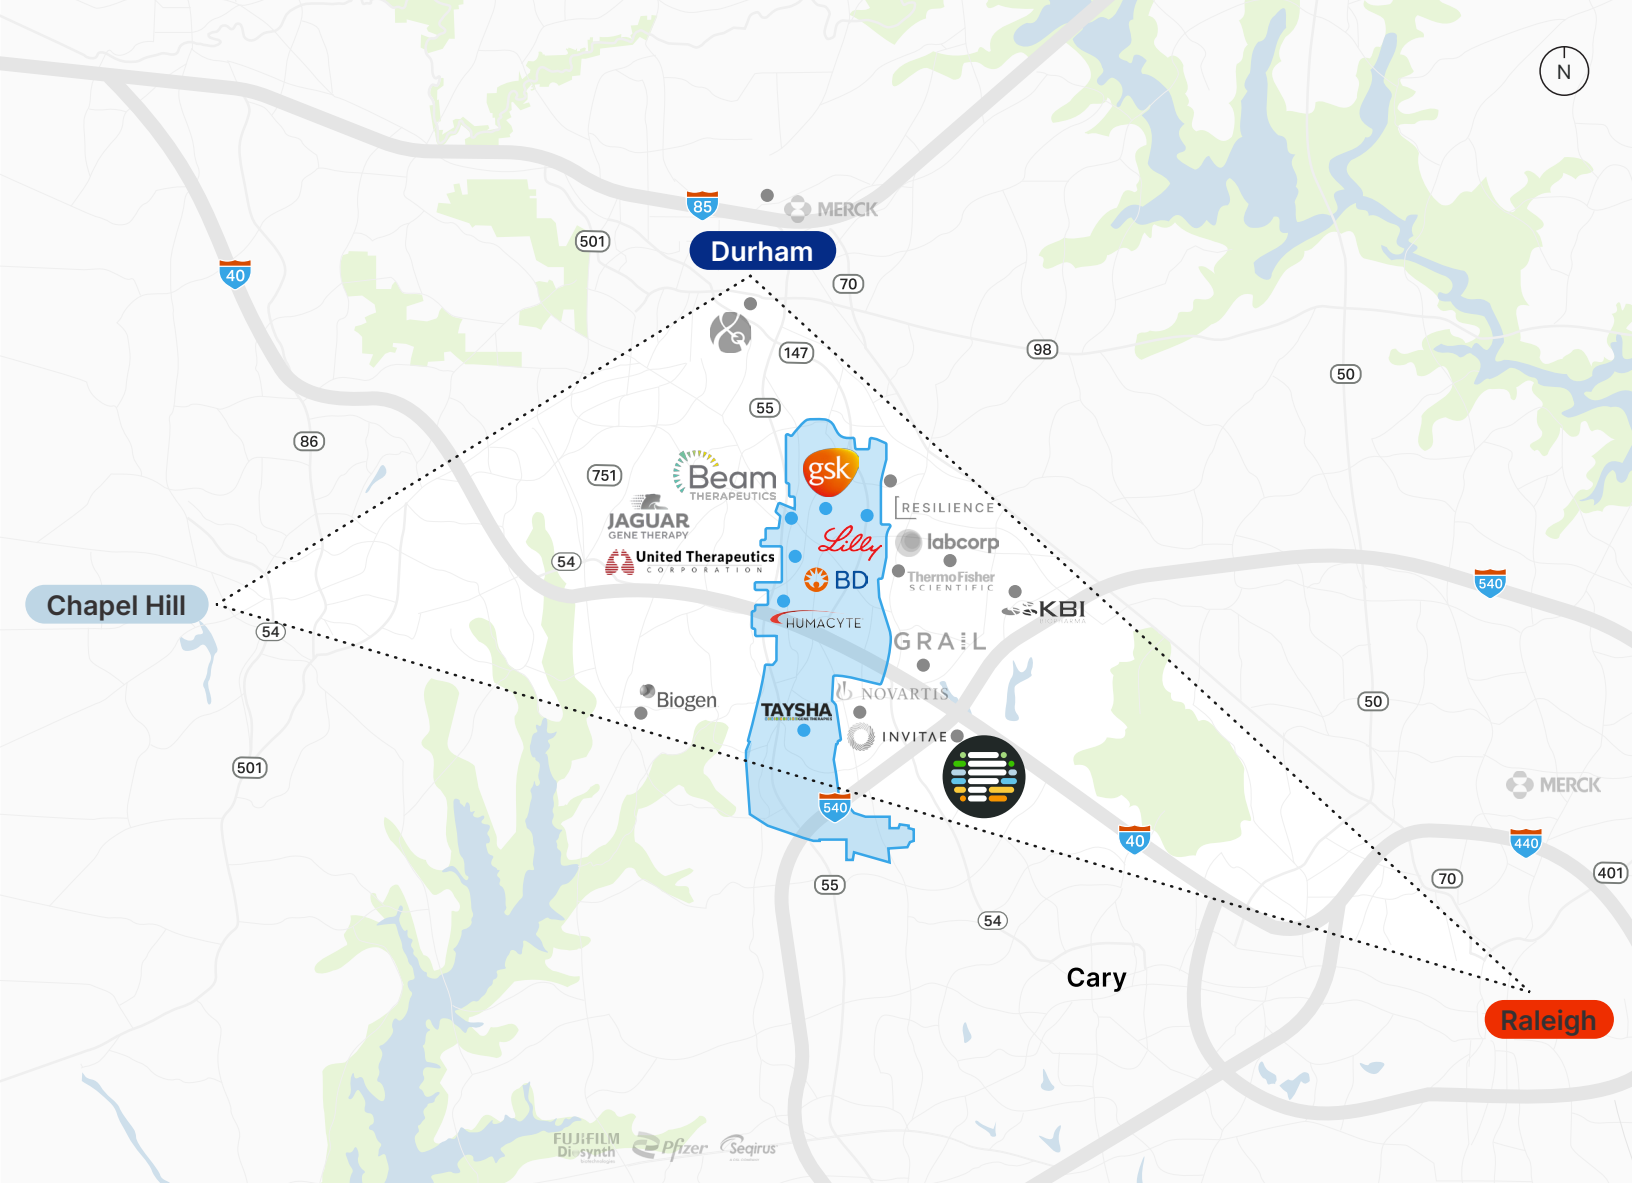 N
85
MERCK
Durham
501
40
70
147
98
50
55
86
gsk
751
Beam
THERAPEUTICS
RESILIENCE
JAGUAR
GENE THERAPY
Lilly
labcorp
54
United Therapeutics
CORPORATION
BD
ThermoFisher
SCIENTIFIC
540
Chapel Hill
KBI
54
HUMACYTE
GRAIL
Biogen
NOVARTIS
50
TAYSHA
INVITAE
501
MERCK
540
40
440
55
70
401
54
Cary
Raleigh
FUJIFILM
Diosynth
Pfizer
Seqirus